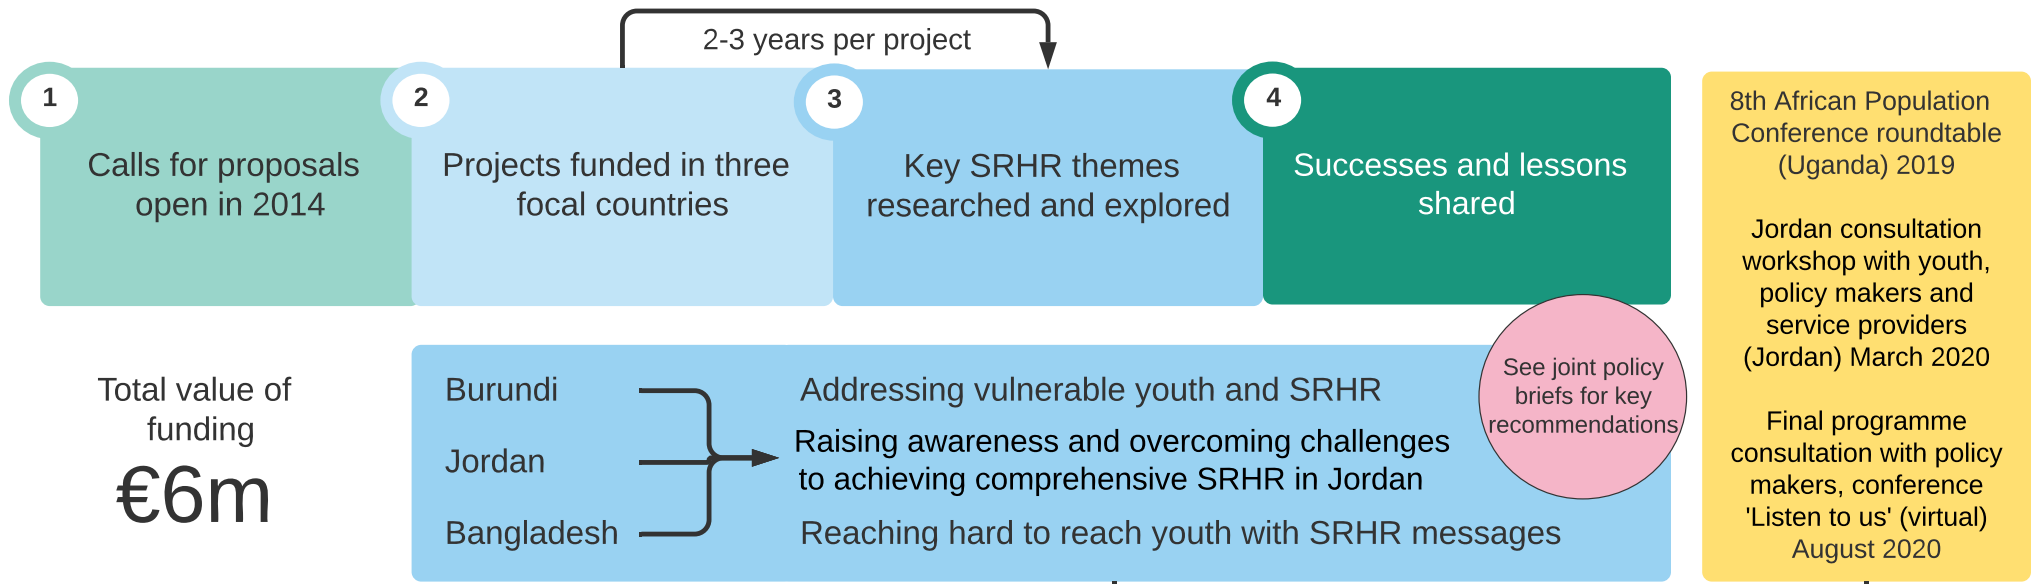 2-3 years per project
1
Calls for proposals
open in 2014
2
Projects funded in three
focal countries
3
Key SRHR themes
researched and explored
4
Successes and lessons
shared
Total value of
funding
€6m
Burundi
Jordan
Bangladesh
Addressing vulnerable youth and SRHR
Raising awareness and overcoming challenges
to achieving comprehensive SRHR in Jordan
Reaching hard to reach youth with SRHR messages
See joint policy
briefs for key
recommendations
8th African Population
Conference roundtable
(Uganda) 2019
Jordan consultation
workshop with youth,
policy makers and
service providers
(Jordan) March 2020
Final programme
consultation with policy
makers, conference
'Listen to us' (virtual)
August 2020